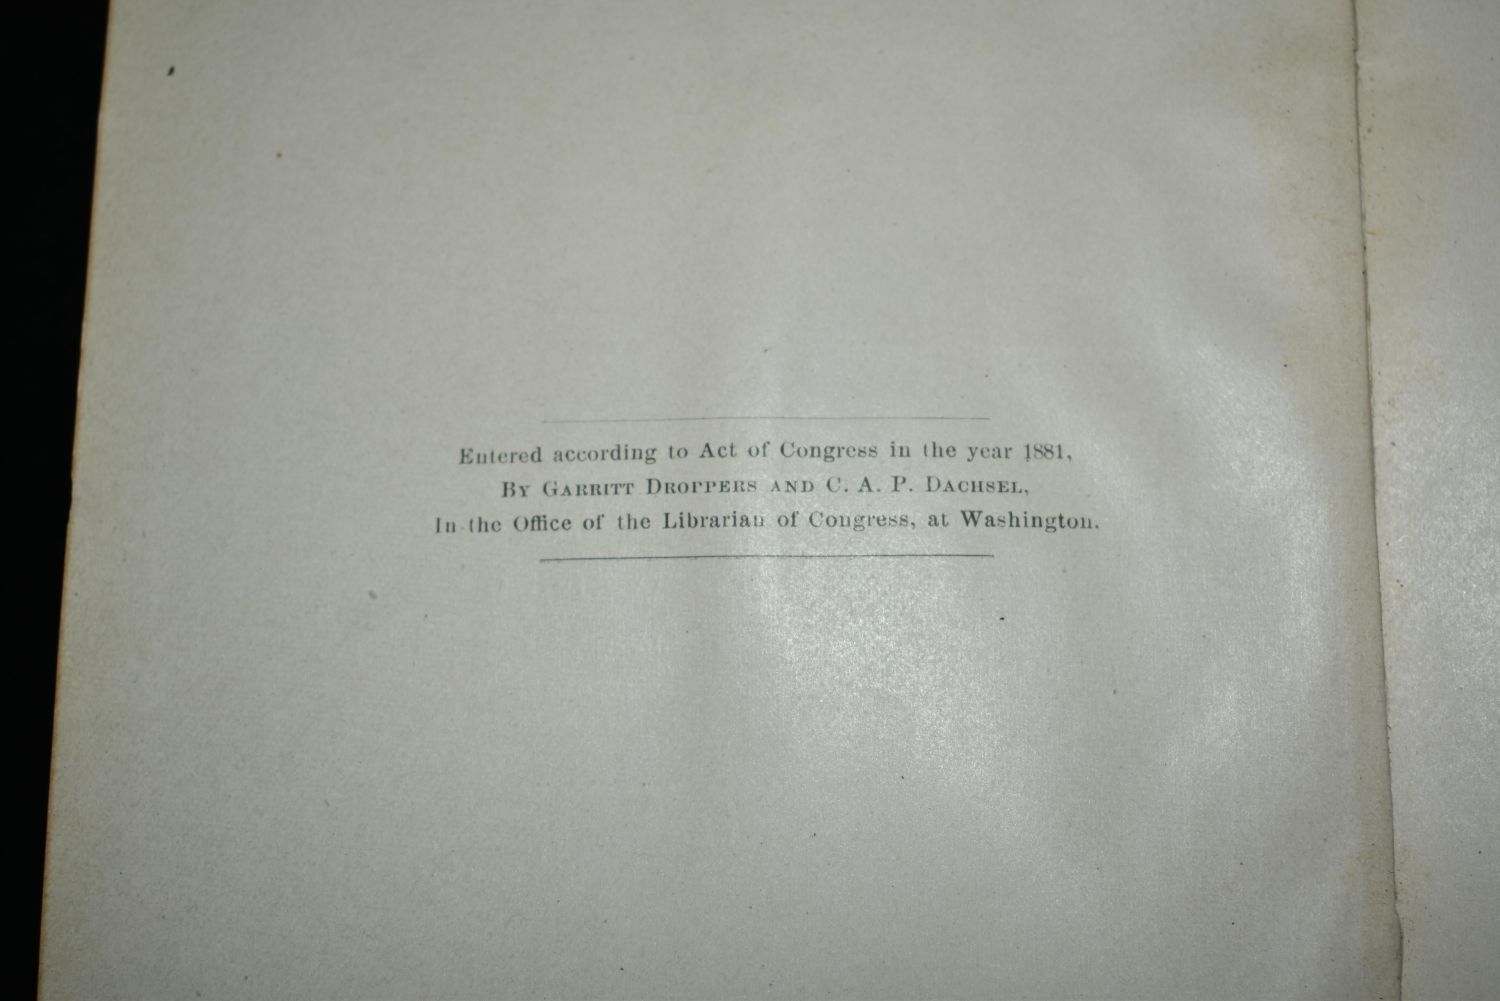 Entered according to Act of Congress in the year 1881,
BY GARRITT DROPPERS AND C. A. P. DACHSEL,
In the Office of the Librarian of Congress, at Washington.